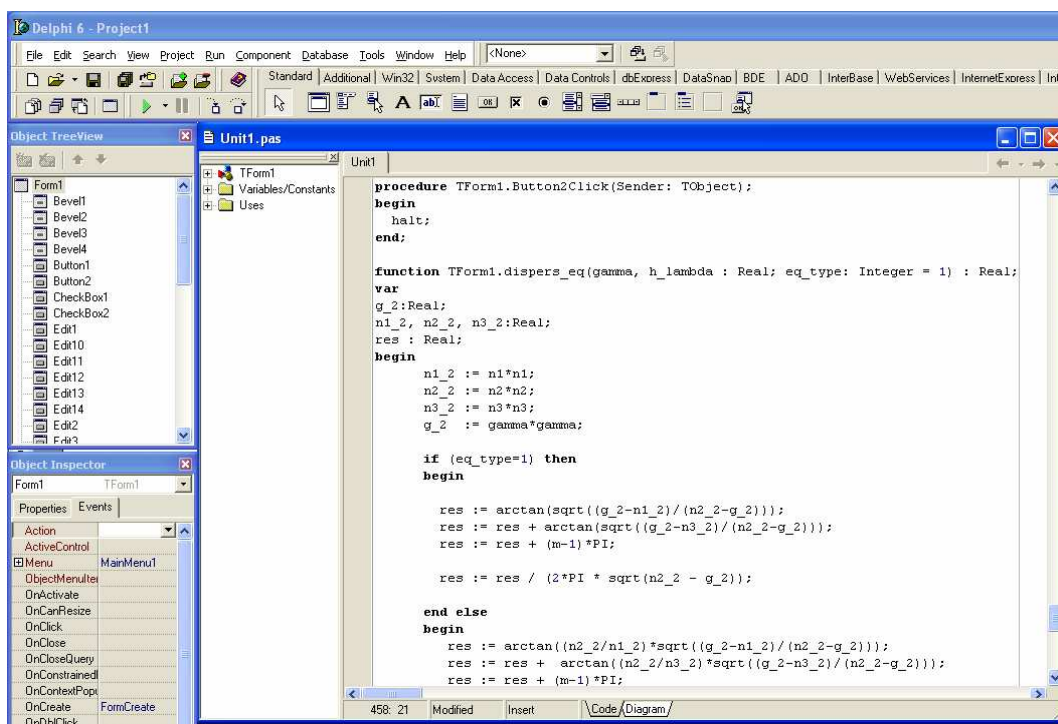 Delphi 6 - Project1
File Edit Search View Project Run Component Database Tools Window Help <None>
Standard Additional Win32 System Data Access Data Controls dbExpress DataSnap BDE ADO InterBase WebServices InternetExpress
Object TreeView
Form1
Bevel1
Bevel2
Bevel3
Bevel4
Button1
Button2
CheckBox1
CheckBox2
Edit1
Edit10
Edit11
Edit12
Edit13
Edit14
Edit2
Edit3
Object Inspector
Form1 TForm1
Properties Events
Action
ActiveControl
Menu MainMenu1
ObjectMenuIte
OnActivate
OnCanResize
OnClick
OnClose
OnCloseQuery
OnConstrained
OnContextPopu
OnCreate FormCreate
OnDblClick
Unit1.pas
TForm1
Variables/Constants
Uses
Unit1
procedure TForm1.Button2Click(Sender: TObject);
begin
halt;
end;
function TForm1.dispers_eq(gamma, h_lambda : Real; eq_type: Integer = 1) : Real;
var
g_2:Real;
n1_2, n2_2, n3_2:Real;
res : Real;
begin
n1_2 := n1*n1;
n2_2 := n2*n2;
n3_2 := n3*n3;
g_2 := gamma*gamma;
if (eq_type=1) then
begin
res := arctan(sqrt((g_2-n1_2)/(n2_2-g_2)));
res := res + arctan(sqrt((g_2-n3_2)/(n2_2-g_2)));
res := res + (m-1)*PI;
res := res / (2*PI * sqrt(n2_2 - g_2));
end else
begin
res := arctan((n2_2/n1_2)*sqrt((g_2-n1_2)/(n2_2-g_2)));
res := res + arctan((n2_2/n3_2)*sqrt((g_2-n3_2)/(n2_2-g_2)));
res := res + (m-1)*PI;
458: 21 Modified Insert Code Diagram